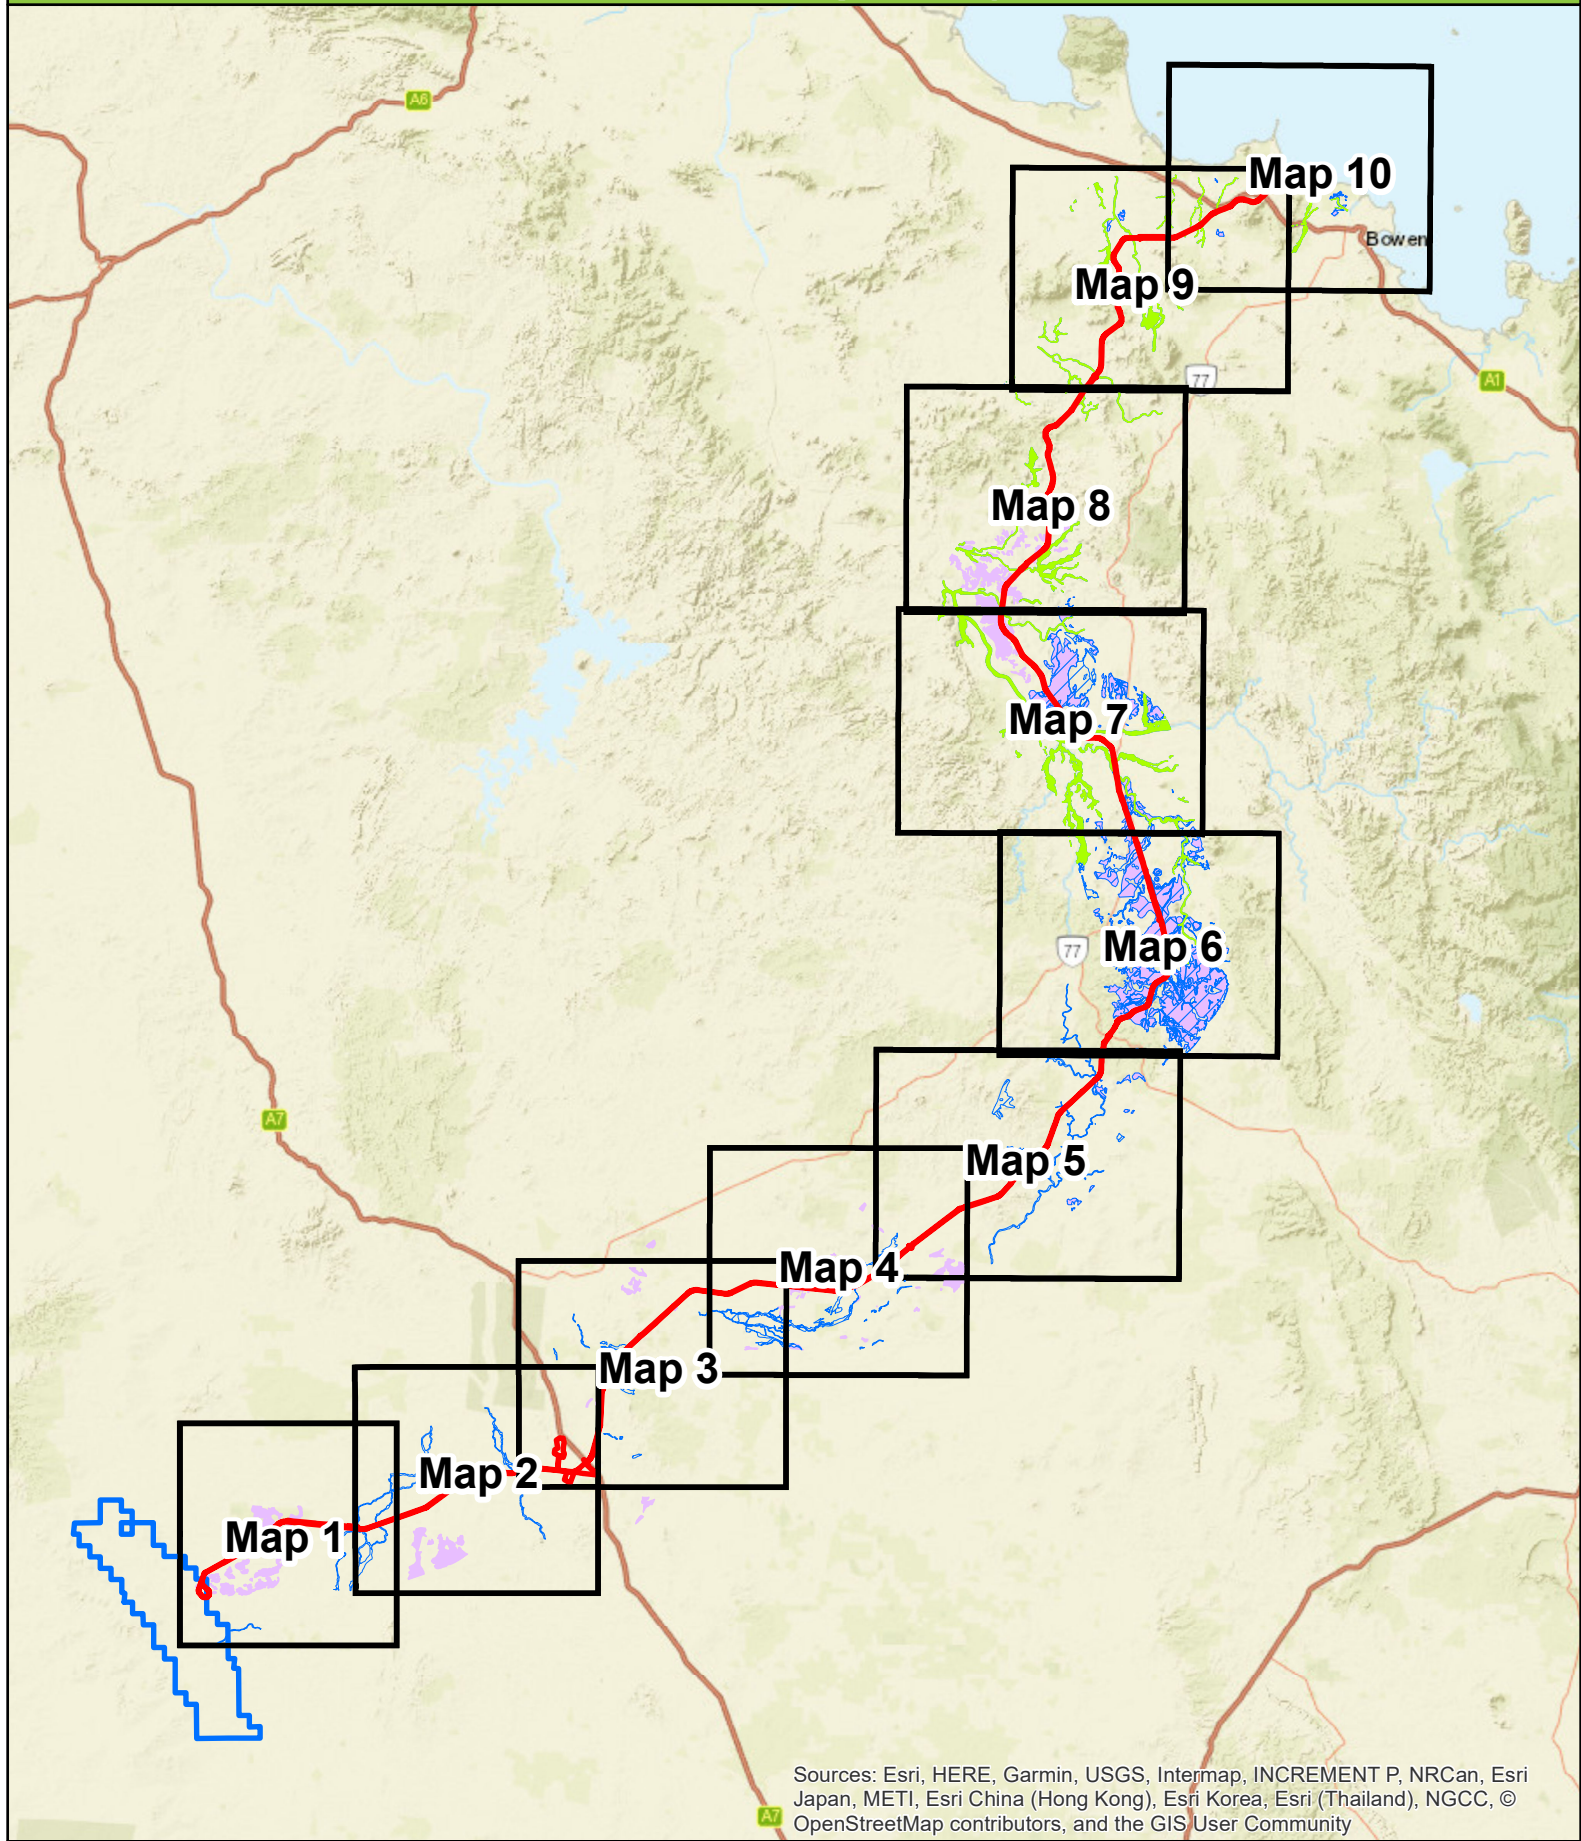 A6
Map 10
Bowen
Map 9
77
A1
Map 8
Map 7
Map 6
77
A7
Map 5
Map 4
Map 3
Map 2
Map 1
Sources: Esri, HERE, Garmin, USGS, Intermap, INCREMENT P, NRCan, Esri
Japan, METI, Esri China (Hong Kong), Esri Korea, Esri (Thailand), NGCC, ©
OpenStreetMap contributors, and the GIS User Community
A7